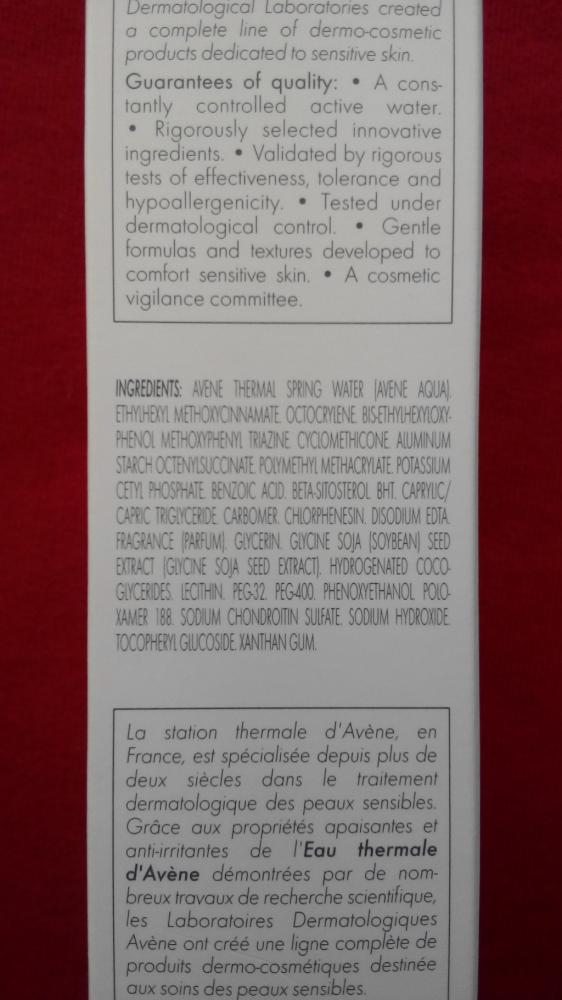 Dermatological Laboratories created
a complete line of dermo-cosmetic
products dedicated to sensitive skin.
Guarantees of quality: • A cons-
tantly controlled active water.
• Rigorously selected innovative
ingredients. • Validated by rigorous
tests of effectiveness, tolerance and
hypoallergenicity. • Tested under
dermatological control. • Gentle
formulas and textures developed to
comfort sensitive skin. • A cosmetic
vigilance committee.
INGREDIENTS: AVENE THERMAL SPRING WATER (AVENE AQUA).
ETHYLHEXYL METHOXYCINNAMATE. OCTOCRYLENE. BIS-ETHYLHEXYLOXY-
PHENOL METHOXYPHENYL TRIAZINE. CYCLOMETHICONE. ALUMINUM
STARCH OCTENYLSUCCINATE. POLYMETHYL METHACRYLATE. POTASSIUM
CETYL PHOSPHATE. BENZOIC ACID. BETA-SITOSTEROL. BHT. CAPRYLIC/
CAPRIC TRIGLYCERIDE. CARBOMER. CHLORPHENESIN. DISODIUM EDTA.
FRAGRANCE (PARFUM). GLYCERIN. GLYCINE SOJA (SOYBEAN) SEED
EXTRACT (GLYCINE SOJA SEED EXTRACT). HYDROGENATED COCO-
GLYCERIDES. LECITHIN. PEG-32. PEG-400. PHENOXYETHANOL. POLO-
XAMER 188. SODIUM CHONDROITIN SULFATE. SODIUM HYDROXIDE.
TOCOPHERYL GLUCOSIDE. XANTHAN GUM.
La station thermale d'Avène, en
France, est spécialisée depuis plus de
deux siècles dans le traitement
dermatologique des peaux sensibles.
Grâce aux propriétés apaisantes et
anti-irritantes de l'Eau thermale
d'Avène démontrées par de nom-
breux travaux de recherche scientifique,
les Laboratoires Dermatologiques
Avène ont créé une ligne complète de
produits dermo-cosmétiques destinée
aux soins des peaux sensibles.